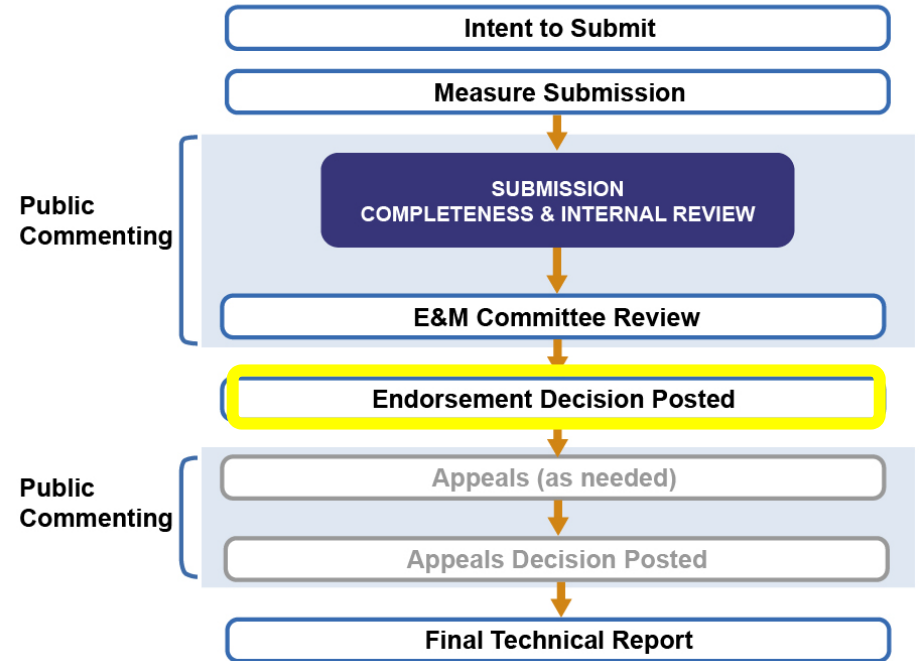 Intent to Submit
Measure Submission
Public
Commenting
SUBMISSION
COMPLETENESS & INTERNAL REVIEW
E&M Committee Review
Endorsement Decision Posted
Public
Commenting
Appeals (as needed)
Appeals Decision Posted
Final Technical Report